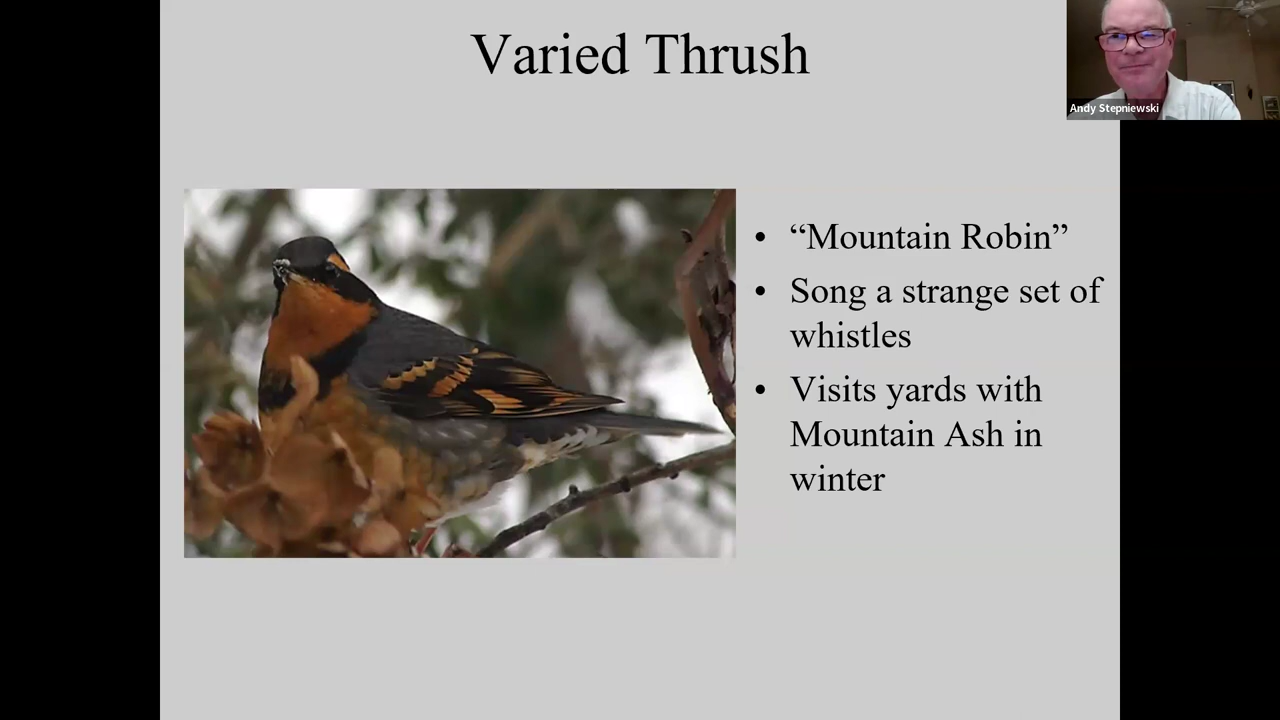 Varied Thrush
Andy Stepniewski
• “Mountain Robin”
• Song a strange set of
whistles
• Visits yards with
Mountain Ash in
winter